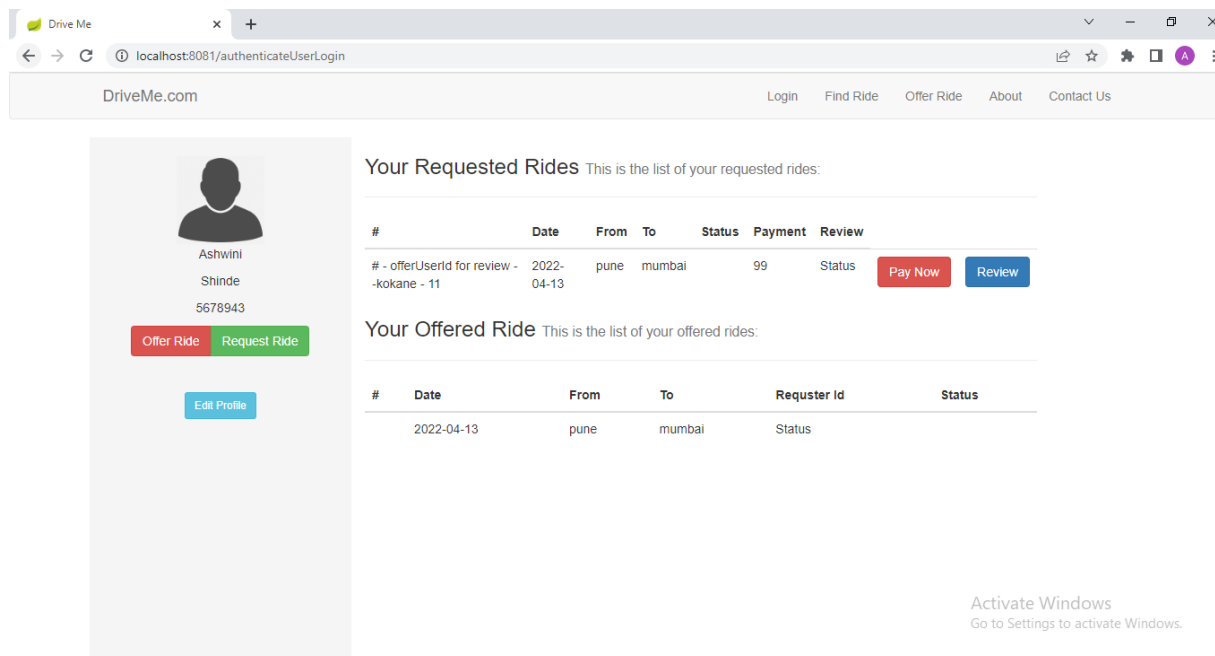 Drive Me
localhost:8081/authenticateUserLogin
A
DriveMe.com Login Find Ride Offer Ride About Contact Us
Ashwini
Shinde
5678943
Offer Ride Request Ride
Edit Profile
Your Requested Rides This is the list of your requested rides:
# Date From To Status Payment Review
# - offerUserId for review - 2022- pune mumbai 99 Status Pay Now Review
-kokane - 11 04-13
Your Offered Ride This is the list of your offered rides:
# Date From To Requster Id Status
2022-04-13 pune mumbai Status
Activate Windows
Go to Settings to activate Windows.